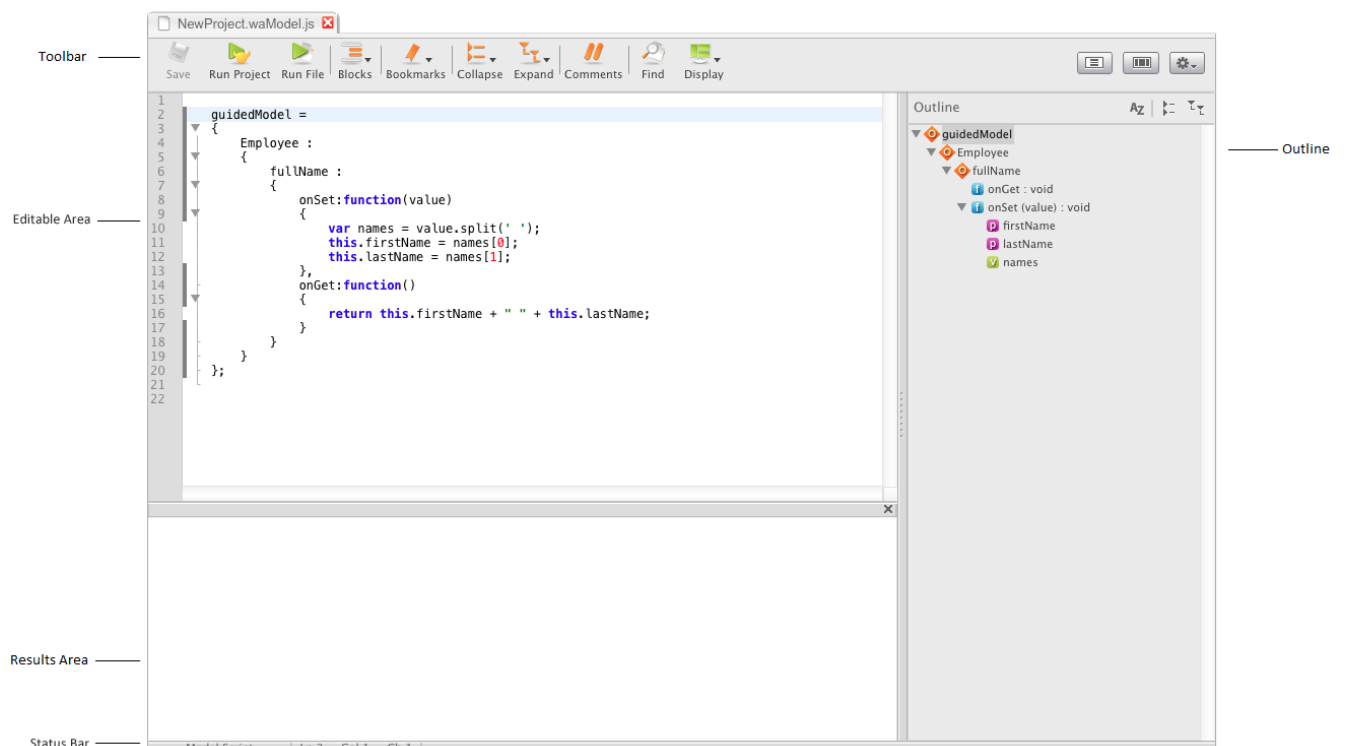 NewProject.waModel.js
Toolbar
Save Run Project Run File Blocks Bookmarks Collapse Expand Comments Find Display
Editable Area
1
2 guidedModel =
3 {
4 Employee :
5 {
6 fullName :
7 {
8 onSet:function(value)
9 {
10 var names = value.split(' ');
11 this.firstName = names[0];
12 this.lastName = names[1];
13 },
14 onGet:function()
15 {
16 return this.firstName + " " + this.lastName;
17 }
18 }
19 }
20 };
21
22
Outline AZ
guidedModel
Employee
fullName
f onGet : void
f onSet (value) : void
p firstName
p lastName
v names
Outline
Results Area
Status Bar